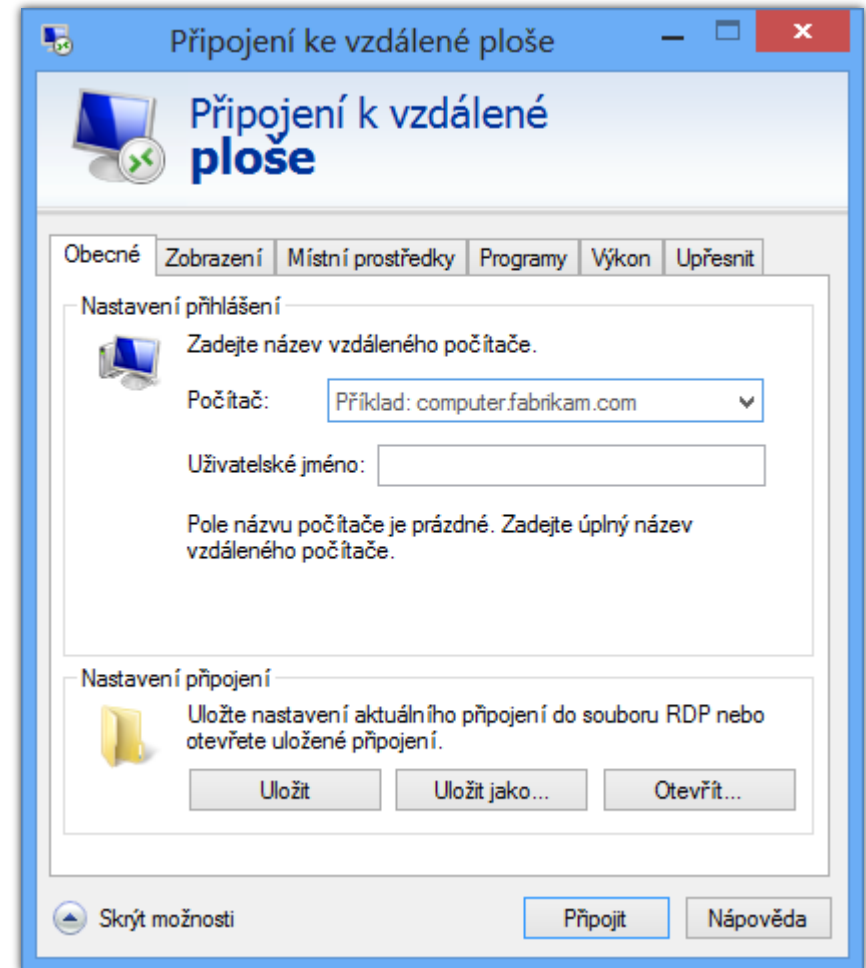 Připojení ke vzdálené ploše
Připojení k vzdálené
ploše
Obecné Zobrazení Místní prostředky Programy Výkon Upřesnit
Nastavení přihlášení
Zadejte název vzdáleného počítače.
Počítač: Příklad: computer.fabrikam.com
Uživatelské jméno:
Pole názvu počítače je prázdné. Zadejte úplný název
vzdáleného počítače.
Nastavení připojení
Uložte nastavení aktuálního připojení do souboru RDP nebo
otevřete uložené připojení.
Uložit Uložit jako... Otevřít...
Skrýt možnosti Připojit Nápověda